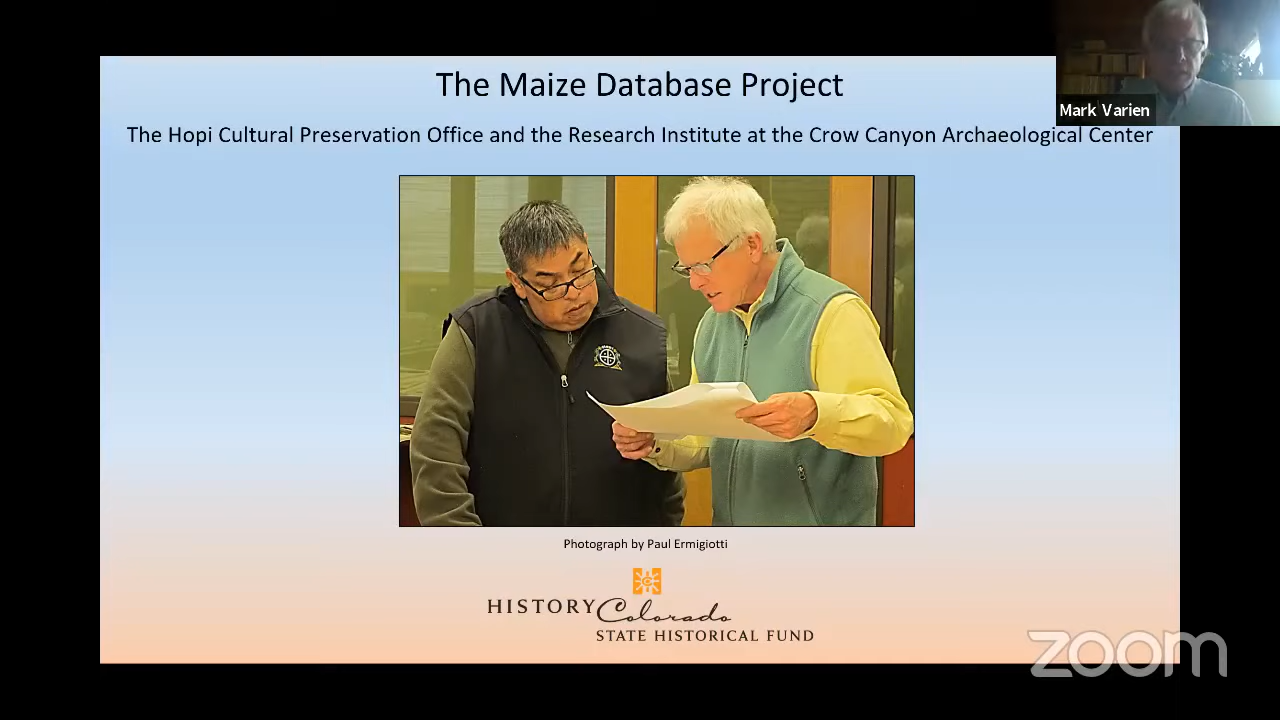 The Maize Database Project
Mark Varien
The Hopi Cultural Preservation Office and the Research Institute at the Crow Canyon Archaeological Center
Photograph by Paul Ermigiotti
HISTORY Colorado
STATE HISTORICAL FUND
zoom